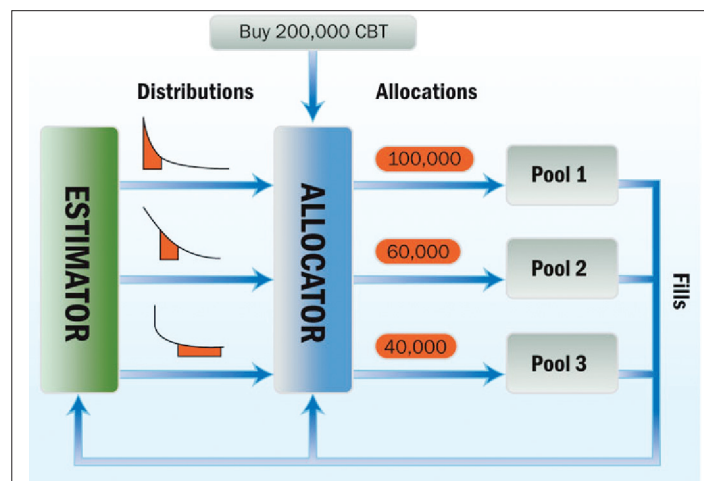 Buy 200,000 CBT
Distributions
Allocations
ESTIMATOR
ALLOCATOR
100,000
Pool 1
60,000
Pool 2
40,000
Pool 3
Fills